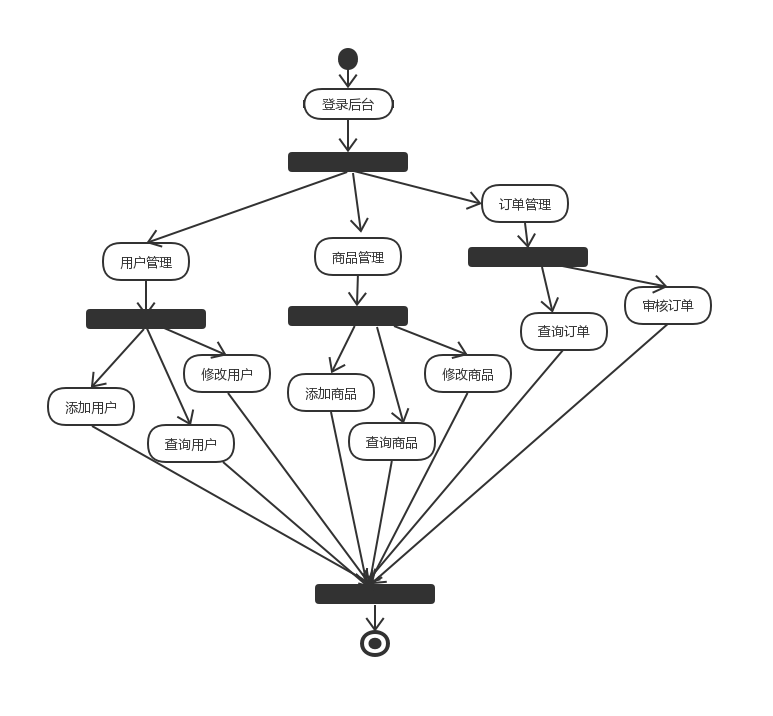 登录后台
订单管理
用户管理
商品管理
审核订单
查询订单
修改用户
修改商品
添加商品
添加用户
查询商品
查询用户